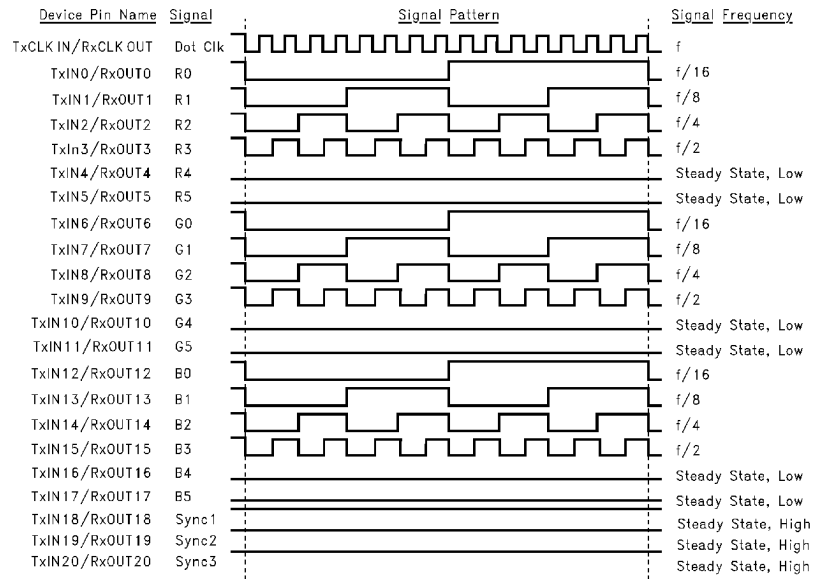 Device Pin Name Signal Signal Pattern Signal Frequency
TxCLK IN/RxCLK OUT Dot Clk f
TxIN0/RxOUT0 R0 f/16
TxIN1/RxOUT1 R1 f/8
TxIN2/RxOUT2 R2 f/4
TxIn3/RxOUT3 R3 f/2
TxIN4/RxOUT4 R4 Steady State, Low
TxIN5/RxOUT5 R5 Steady State, Low
TxIN6/RxOUT6 G0 f/16
TxIN7/RxOUT7 G1 f/8
TxIN8/RxOUT8 G2 f/4
TxIN9/RxOUT9 G3 f/2
TxIN10/RxOUT10 G4 Steady State, Low
TxIN11/RxOUT11 G5 Steady State, Low
TxIN12/RxOUT12 B0 f/16
TxIN13/RxOUT13 B1 f/8
TxIN14/RxOUT14 B2 f/4
TxIN15/RxOUT15 B3 f/2
TxIN16/RxOUT16 B4 Steady State, Low
TxIN17/RxOUT17 B5 Steady State, Low
TxIN18/RxOUT18 Sync1 Steady State, High
TxIN19/RxOUT19 Sync2 Steady State, High
TxIN20/RxOUT20 Sync3 Steady State, High